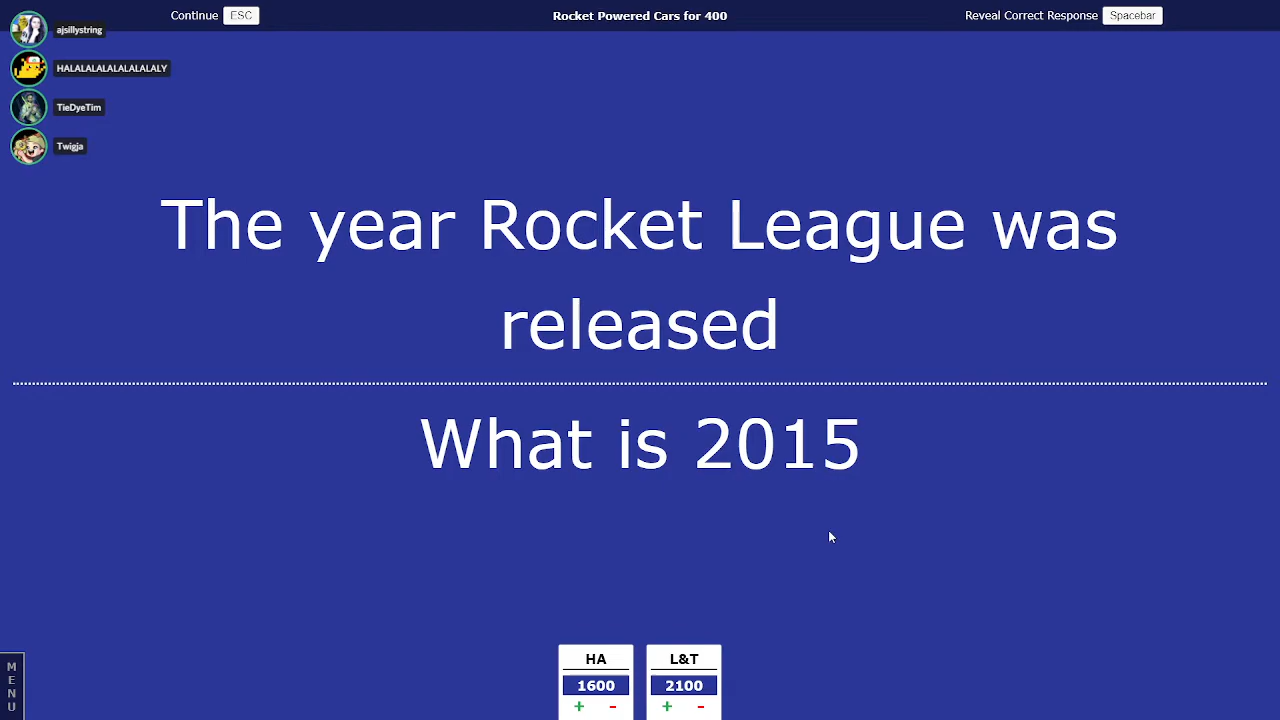 Continue ESC
Rocket Powered Cars for 400
Reveal Correct Response Spacebar
ajsillystring
HALALALALALALALALY
TieDyeTim
Twigja
The year Rocket League was
released
What is 2015
MENU
HA
1600
+ -
L&T
2100
+ -